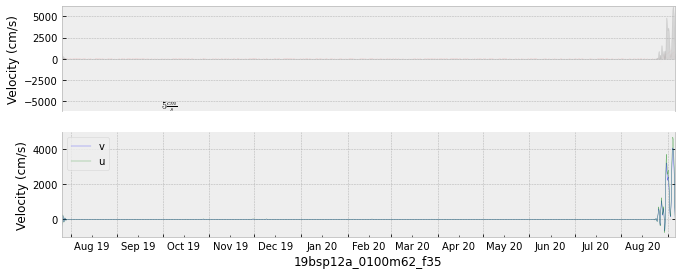 5000
2500
0
−2500
−5000
Velocity (cm/s)
5 cm/s
4000
2000
0
Velocity (cm/s)
v
u
Aug 19 Sep 19 Oct 19 Nov 19 Dec 19 Jan 20 Feb 20 Mar 20 Apr 20 May 20 Jun 20 Jul 20 Aug 20
19bsp12a_0100m62_f35